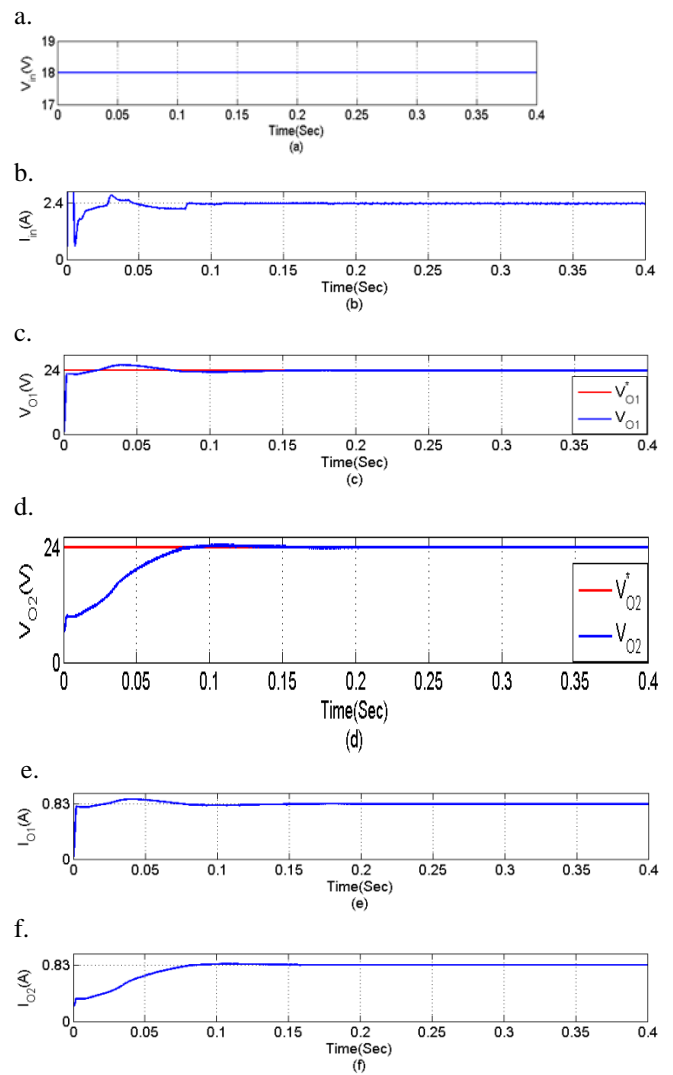 a.
19
18
17
V_in(V)
0 0.05 0.1 0.15 0.2 0.25 0.3 0.35 0.4
Time(Sec)
(a)
b.
2.4
0
I_in(A)
0 0.05 0.1 0.15 0.2 0.25 0.3 0.35 0.4
Time(Sec)
(b)
c.
24
0
V_O1(V)
V*_O1
V_O1
0 0.05 0.1 0.15 0.2 0.25 0.3 0.35 0.4
Time(Sec)
(c)
d.
24
0
V_O2(V)
V*_O2
V_O2
0 0.05 0.1 0.15 0.2 0.25 0.3 0.35 0.4
Time(Sec)
(d)
e.
0.83
0
I_O1(A)
0 0.05 0.1 0.15 0.2 0.25 0.3 0.35 0.4
Time(Sec)
(e)
f.
0.83
0
I_O2(A)
0 0.05 0.1 0.15 0.2 0.25 0.3 0.35 0.4
Time(Sec)
(f)